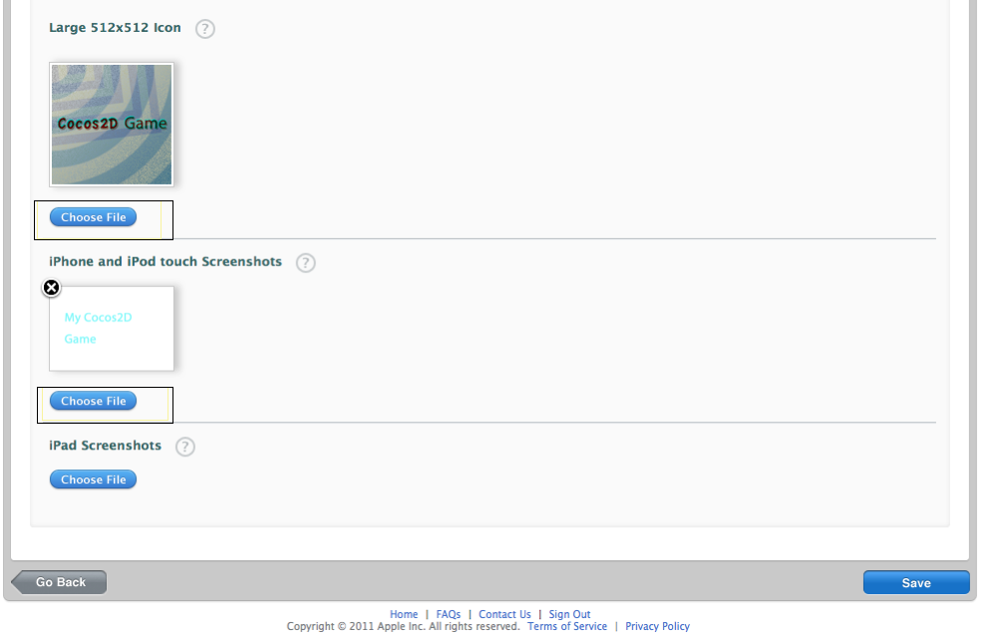 Large 512x512 Icon ?
Cocos2D Game
Choose File
iPhone and iPod touch Screenshots ?
My Cocos2D
Game
Choose File
iPad Screenshots ?
Choose File
Go Back
Save
Home | FAQs | Contact Us | Sign Out
Copyright © 2011 Apple Inc. All rights reserved. Terms of Service | Privacy Policy